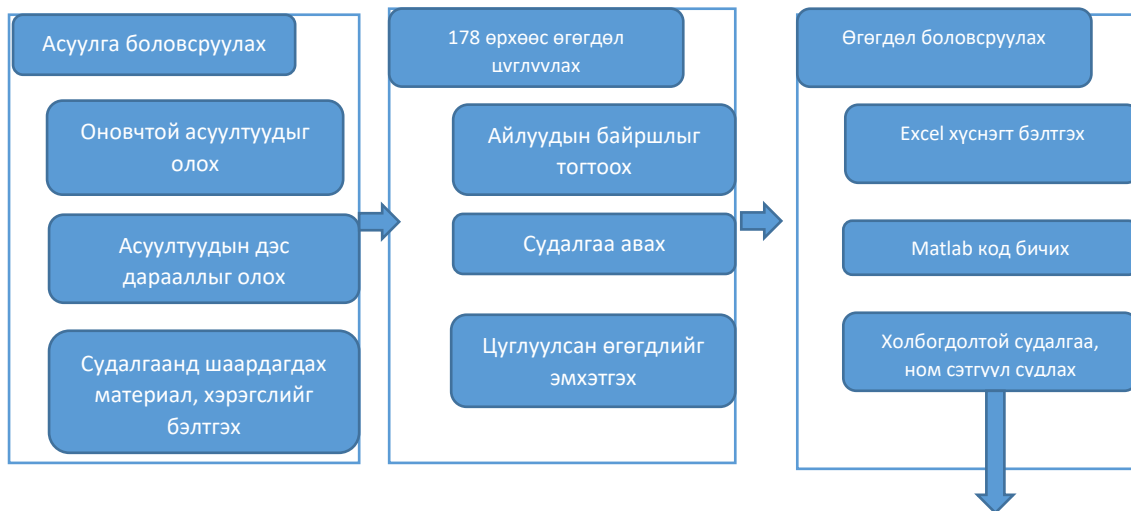 Асуулга боловсруулах
Оновчтой асуултуудыг
олох
Асуултуудын дэс
дарааллыг олох
Судалгаанд шаардагдах
материал, хэрэгслийг
бэлтгэх
178 өрхөөс өгөгдөл
цуглуулах
Айлуудын байршлыг
тогтоох
Судалгаа авах
Цуглуулсан өгөгдлийг
эмхэтгэх
Өгөгдөл боловсруулах
Excel хүснэгт бэлтгэх
Matlab код бичих
Холбогдолтой судалгаа,
ном сэтгүүл судлах